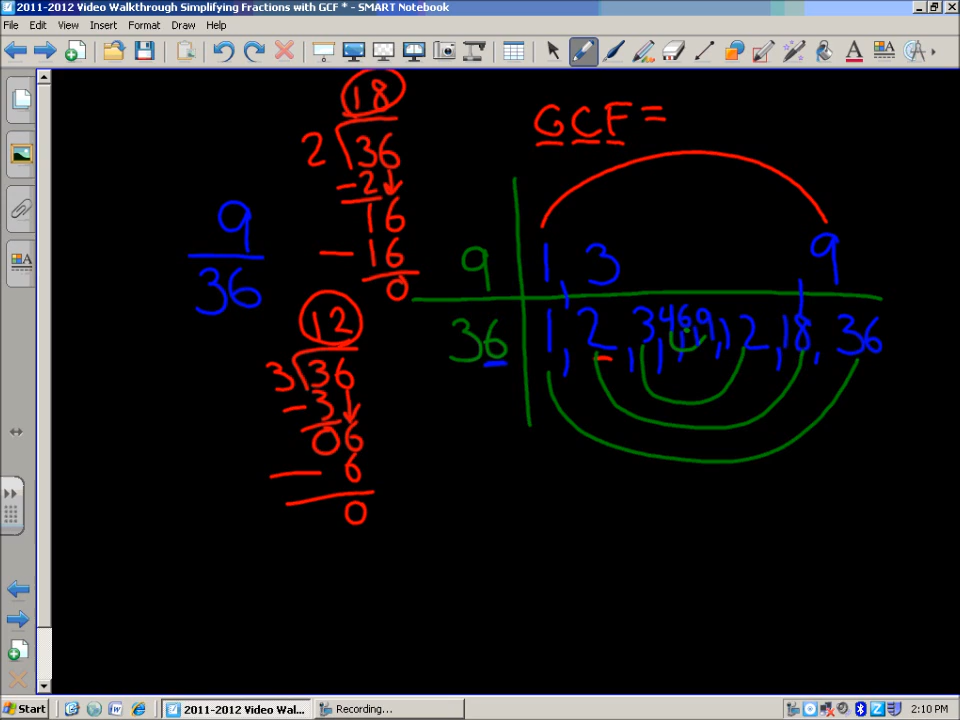 2011-2012 Video Walkthrough Simplifying Fractions with GCF * - SMART Notebook
File Edit View Insert Format Draw Help
9
36
18
2 36
-2
16
- 16
0
12
3 36
- 3
06
- 6
0
GCF =
9 1, 3, 9
36 1, 2, 3, 4, 6, 9, 12, 18, 36
Start 2011-2012 Video Wal... Recording... 2:10 PM